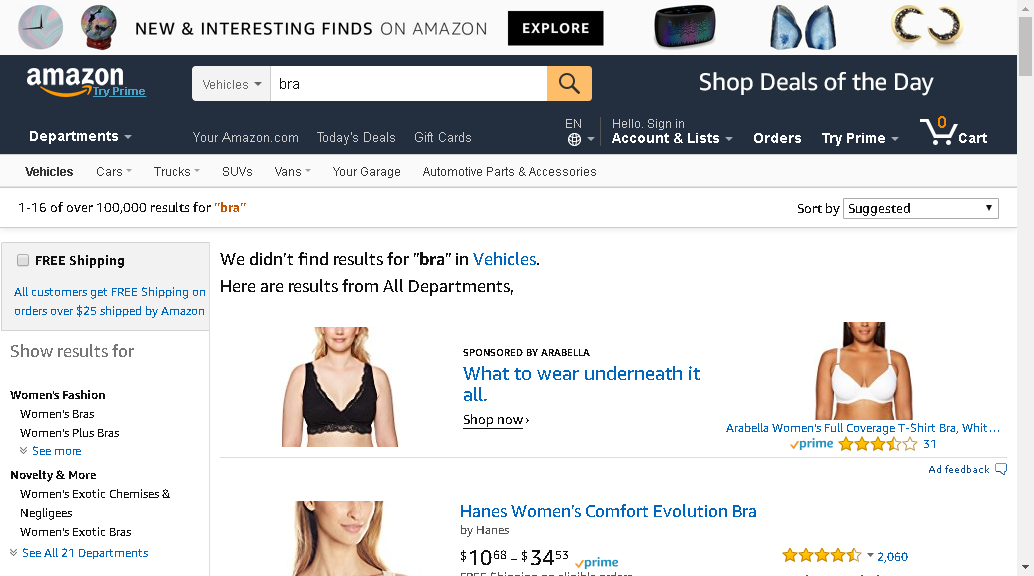 NEW & INTERESTING FINDS ON AMAZON
EXPLORE
amazon
Try Prime
Vehicles
bra
Shop Deals of the Day
Departments
Your Amazon.com
Today's Deals
Gift Cards
EN
Hello. Sign in
Account & Lists
Orders
Try Prime
0
Cart
Vehicles
Cars
Trucks
SUVs
Vans
Your Garage
Automotive Parts & Accessories
1-16 of over 100,000 results for "bra"
Sort by
Suggested
FREE Shipping
All customers get FREE Shipping on
orders over $25 shipped by Amazon
Show results for
Women's Fashion
Women's Bras
Women's Plus Bras
See more
Novelty & More
Women's Exotic Chemises &
Negligees
Women's Exotic Bras
See All 21 Departments
We didn't find results for "bra" in Vehicles.
Here are results from All Departments,
SPONSORED BY ARABELLA
What to wear underneath it
all.
Shop now ›
Arabella Women's Full Coverage T-Shirt Bra, Whit...
prime
31
Ad feedback
Hanes Women's Comfort Evolution Bra
by Hanes
$10 68 - $34 53
prime
2,060
FREE Shipping on eligible orders